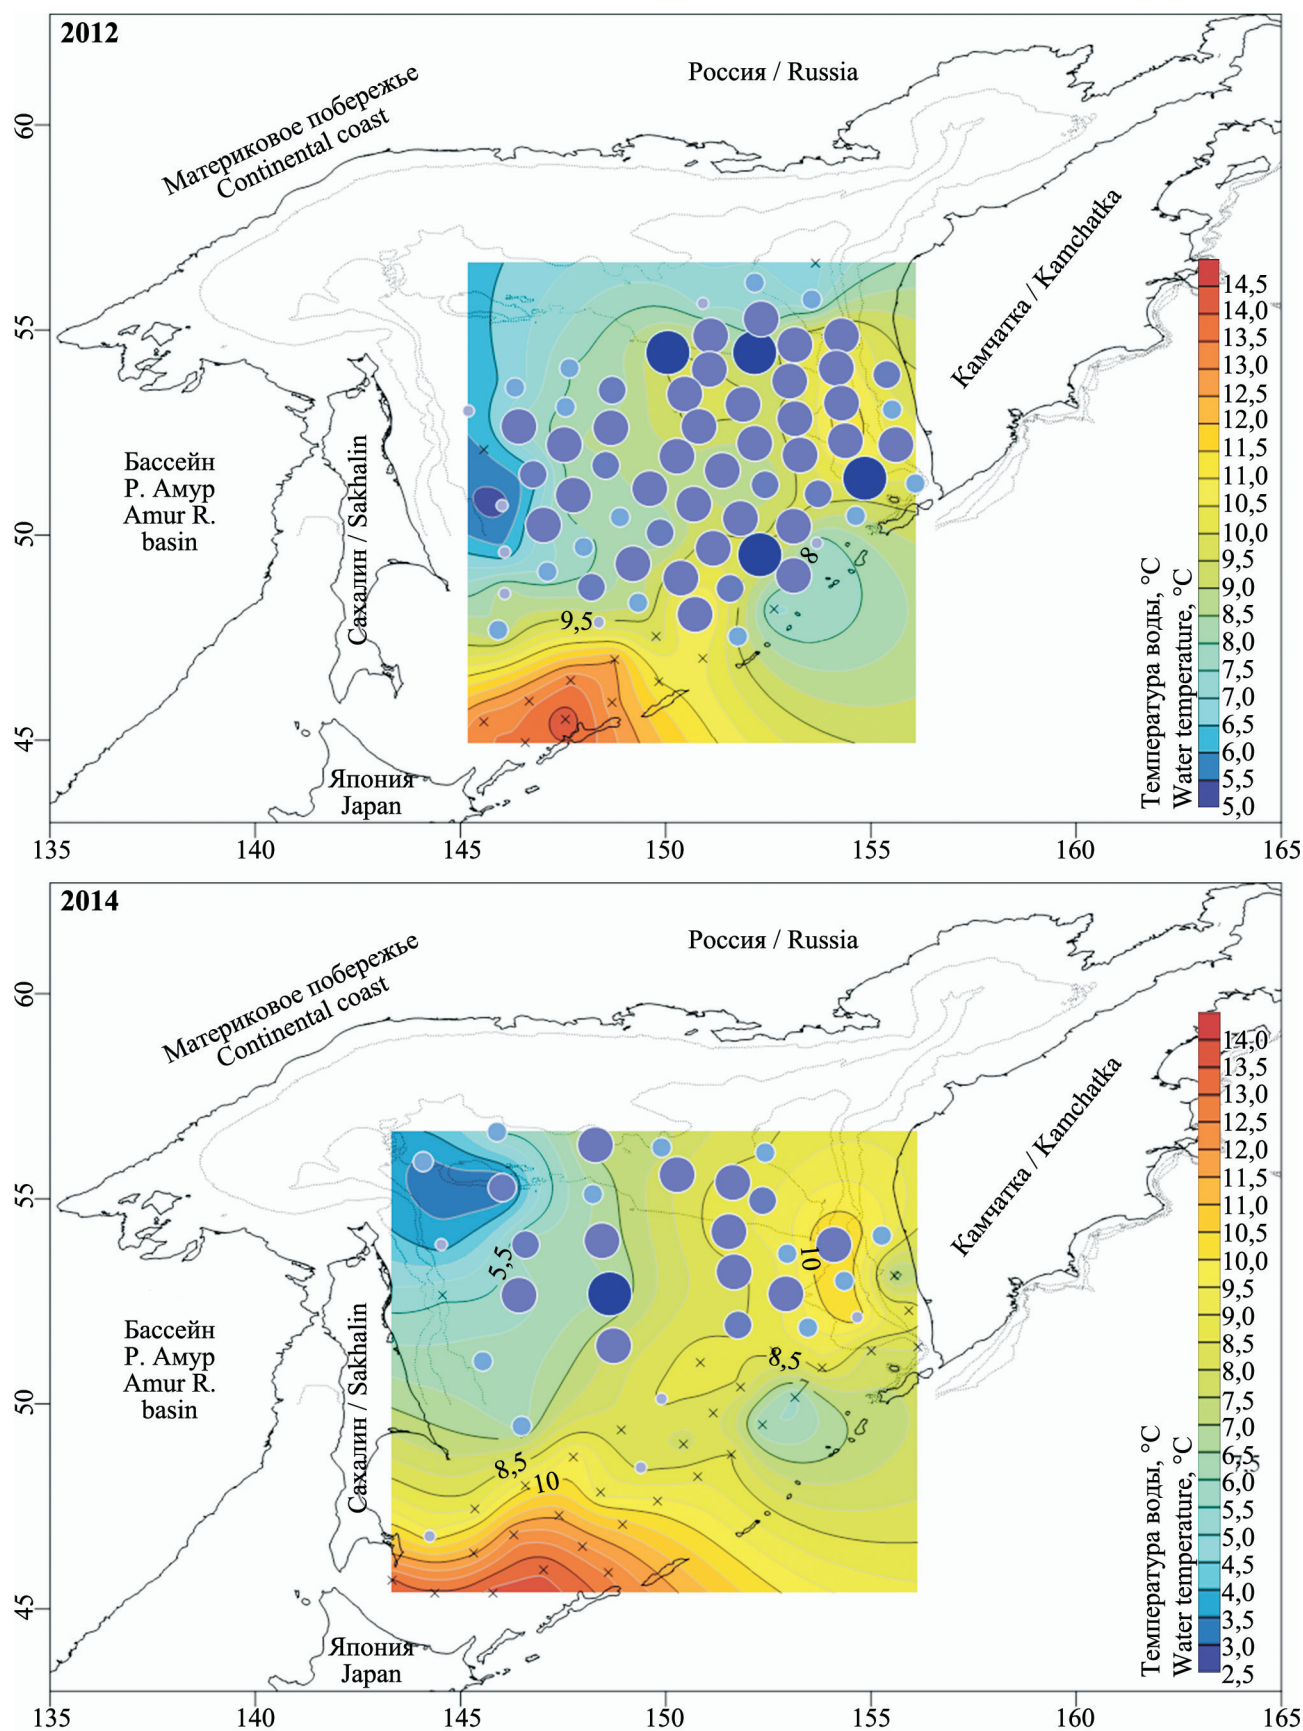 2012
Россия / Russia
Материковое побережье
Continental coast
Камчатка / Kamchatka
Бассейн
Р. Амур
Amur R.
basin
Сахалин / Sakhalin
Япония
Japan
8
9,5
Температура воды, °C
Water temperature, °C
14,5
14,0
13,5
13,0
12,5
12,0
11,5
11,0
10,5
10,0
9,5
9,0
8,5
8,0
7,5
7,0
6,5
6,0
5,5
5,0
60
55
50
45
135 140 145 150 155 160 165
2014
Россия / Russia
Материковое побережье
Continental coast
Камчатка / Kamchatka
Бассейн
Р. Амур
Amur R.
basin
Сахалин / Sakhalin
Япония
Japan
5,5
10
8,5
8,5
10
Температура воды, °C
Water temperature, °C
14,0
13,5
13,0
12,5
12,0
11,5
11,0
10,5
10,0
9,5
9,0
8,5
8,0
7,5
7,0
6,5
6,0
5,5
5,0
4,5
4,0
3,5
3,0
2,5
60
55
50
45
135 140 145 150 155 160 165